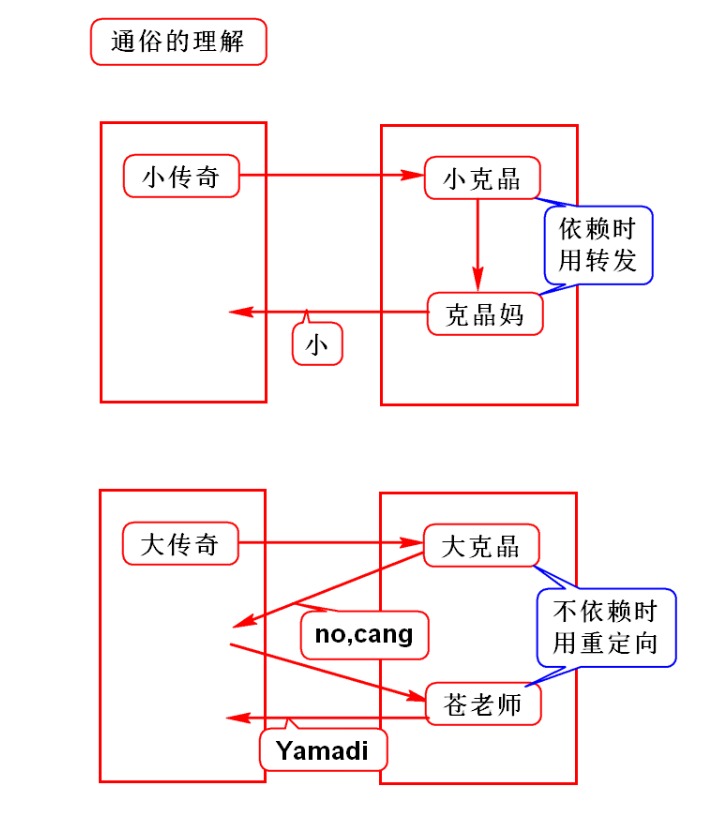 通俗的理解
小传奇
小克晶
依赖时
用转发
克晶妈
小
大传奇
大克晶
no,cang
不依赖时
用重定向
苍老师
Yamadi